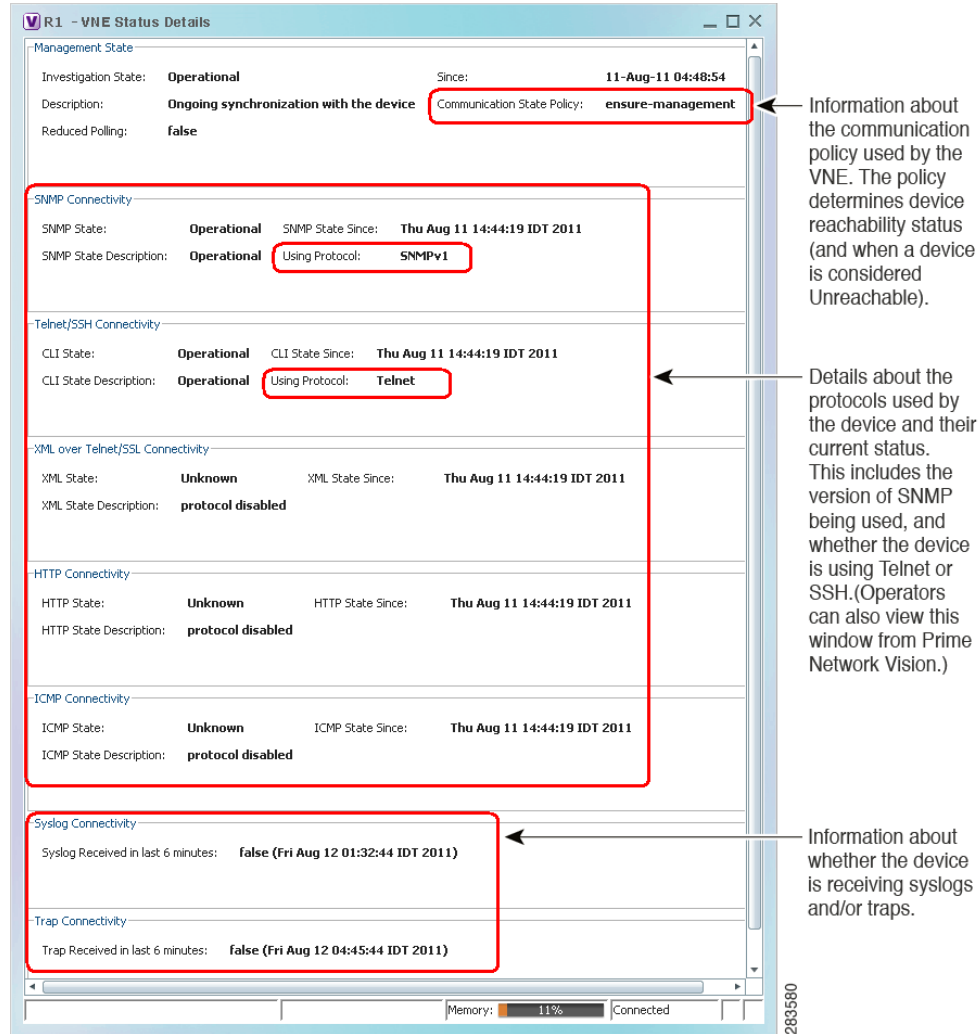 R1 - VNE Status Details
Management State
Investigation State: Operational Since: 11-Aug-11 04:48:54
Description: Ongoing synchronization with the device Communication State Policy: ensure-management
Reduced Polling: false
SNMP Connectivity
SNMP State: Operational SNMP State Since: Thu Aug 11 14:44:19 IDT 2011
SNMP State Description: Operational Using Protocol: SNMPv1
Telnet/SSH Connectivity
CLI State: Operational CLI State Since: Thu Aug 11 14:44:19 IDT 2011
CLI State Description: Operational Using Protocol: Telnet
XML over Telnet/SSL Connectivity
XML State: Unknown XML State Since: Thu Aug 11 14:44:19 IDT 2011
XML State Description: protocol disabled
HTTP Connectivity
HTTP State: Unknown HTTP State Since: Thu Aug 11 14:44:19 IDT 2011
HTTP State Description: protocol disabled
ICMP Connectivity
ICMP State: Unknown ICMP State Since: Thu Aug 11 14:44:19 IDT 2011
ICMP State Description: protocol disabled
Syslog Connectivity
Syslog Received in last 6 minutes: false (Fri Aug 12 01:32:44 IDT 2011)
Trap Connectivity
Trap Received in last 6 minutes: false (Fri Aug 12 04:45:44 IDT 2011)
Memory: 11% Connected
Information about
the communication
policy used by the
VNE. The policy
determines device
reachability status
(and when a device
is considered
Unreachable).
Details about the
protocols used by
the device and their
current status.
This includes the
version of SNMP
being used, and
whether the device
is using Telnet or
SSH.(Operators
can also view this
window from Prime
Network Vision.)
Information about
whether the device
is receiving syslogs
and/or traps.
283580